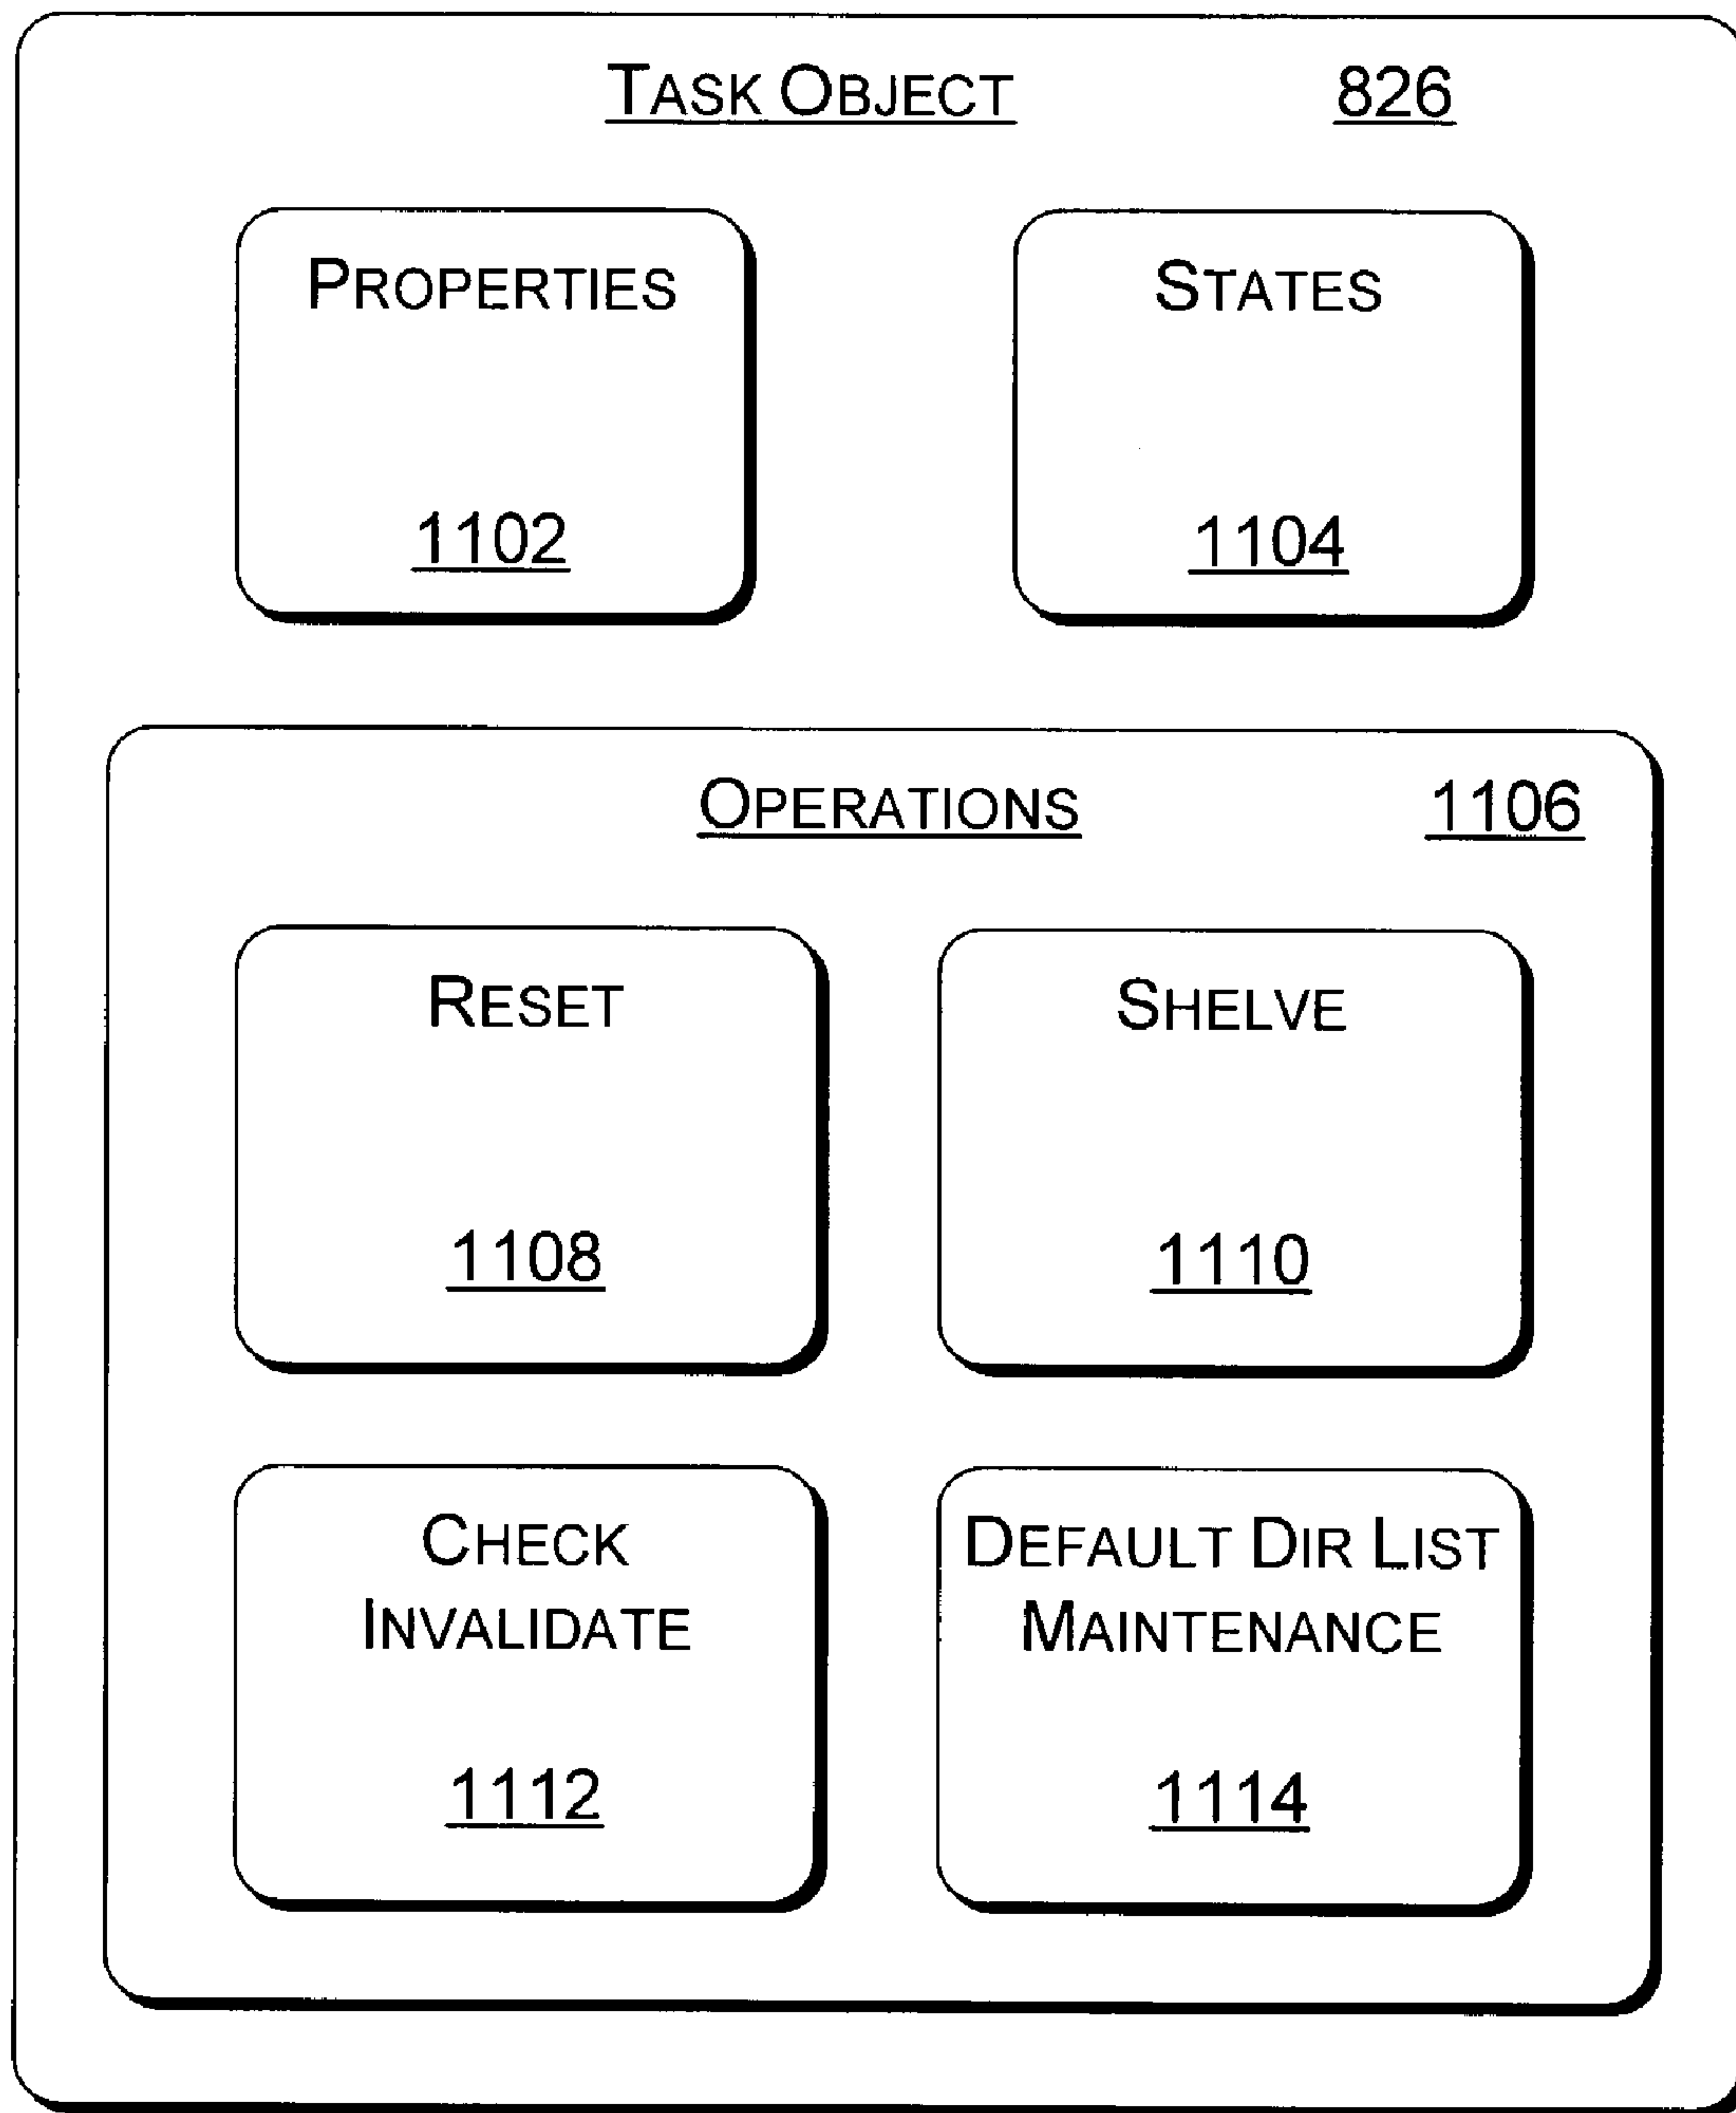 TASK OBJECT 826
PROPERTIES
1102
STATES
1104
OPERATIONS 1106
RESET
1108
SHELVE
1110
CHECK
INVALIDATE
1112
DEFAULT DIR LIST
MAINTENANCE
1114